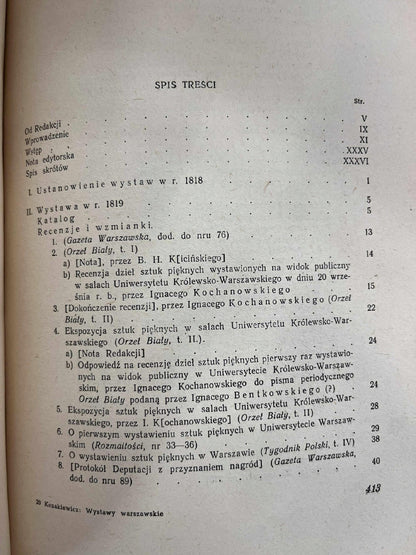 SPIS TREŚCI
Str.
Od Redakcji . . . V
Wprowadzenie . . . IX
Wstęp . . . XI
Nota edytorska . . . XXXV
Spis skrótów . . . XXXVI
I. Ustanowienie wystaw w r. 1818 . . . 1
II. Wystawa w r. 1819 . . . 5
Katalog . . . 5
Recenzje i wzmianki.
1. (Gazeta Warszawska, dod. do nru 76) . . . 13
2. (Orzeł Biały, t. I)
a) [Nota], przez B. H. K[icińskiego] . . . 14
b) Recenzja dzieł sztuk pięknych wystawionych na widok publiczny
w salach Uniwersytetu Królewsko-Warszawskiego w dniu 20 wrze-
śnia r. b., przez Ignacego Kochanowskiego . . . 15
3. [Dokończenie recenzji], przez Ignacego Kochanowskiego (Orzeł
Biały, t. II) . . . 22
4. Ekspozycja sztuk pięknych w salach Uniwersytetu Królewsko-War-
szawskiego (Orzeł Biały, t. II.).
a) [Nota Redakcji] . . . 24
b) Odpowiedź na recenzję dzieł sztuk pięknych pierwszy raz wystawio-
nych na widok publiczny w Uniwersytecie Królewsko-Warszaw-
skim, przez Ignacego Kochanowskiego do pisma periodycznego
Orzeł Biały podaną przez Ignacego Bentkowskiego (?) . . . 24
5. Ekspozycja sztuk pięknych w salach Uniwersytetu Królewsko-War-
szawskiego, przez I. K[ochanowskiego] (Orzeł Biały, t. II) . . . 28
6. O pierwszym wystawieniu sztuk pięknych w Uniwersytecie Warszaw-
skim (Rozmaitości, nr 33—36) . . . 29
7. O wystawieniu sztuk pięknych w Warszawie (Tygodnik Polski, t. IV) . . . 38
8. [Protokół Deputacji z przyznaniem nagród] (Gazeta Warszawska,
dod. do nru 89) . . . 40
413
20 Kozakiewicz: Wystawy warszawskie